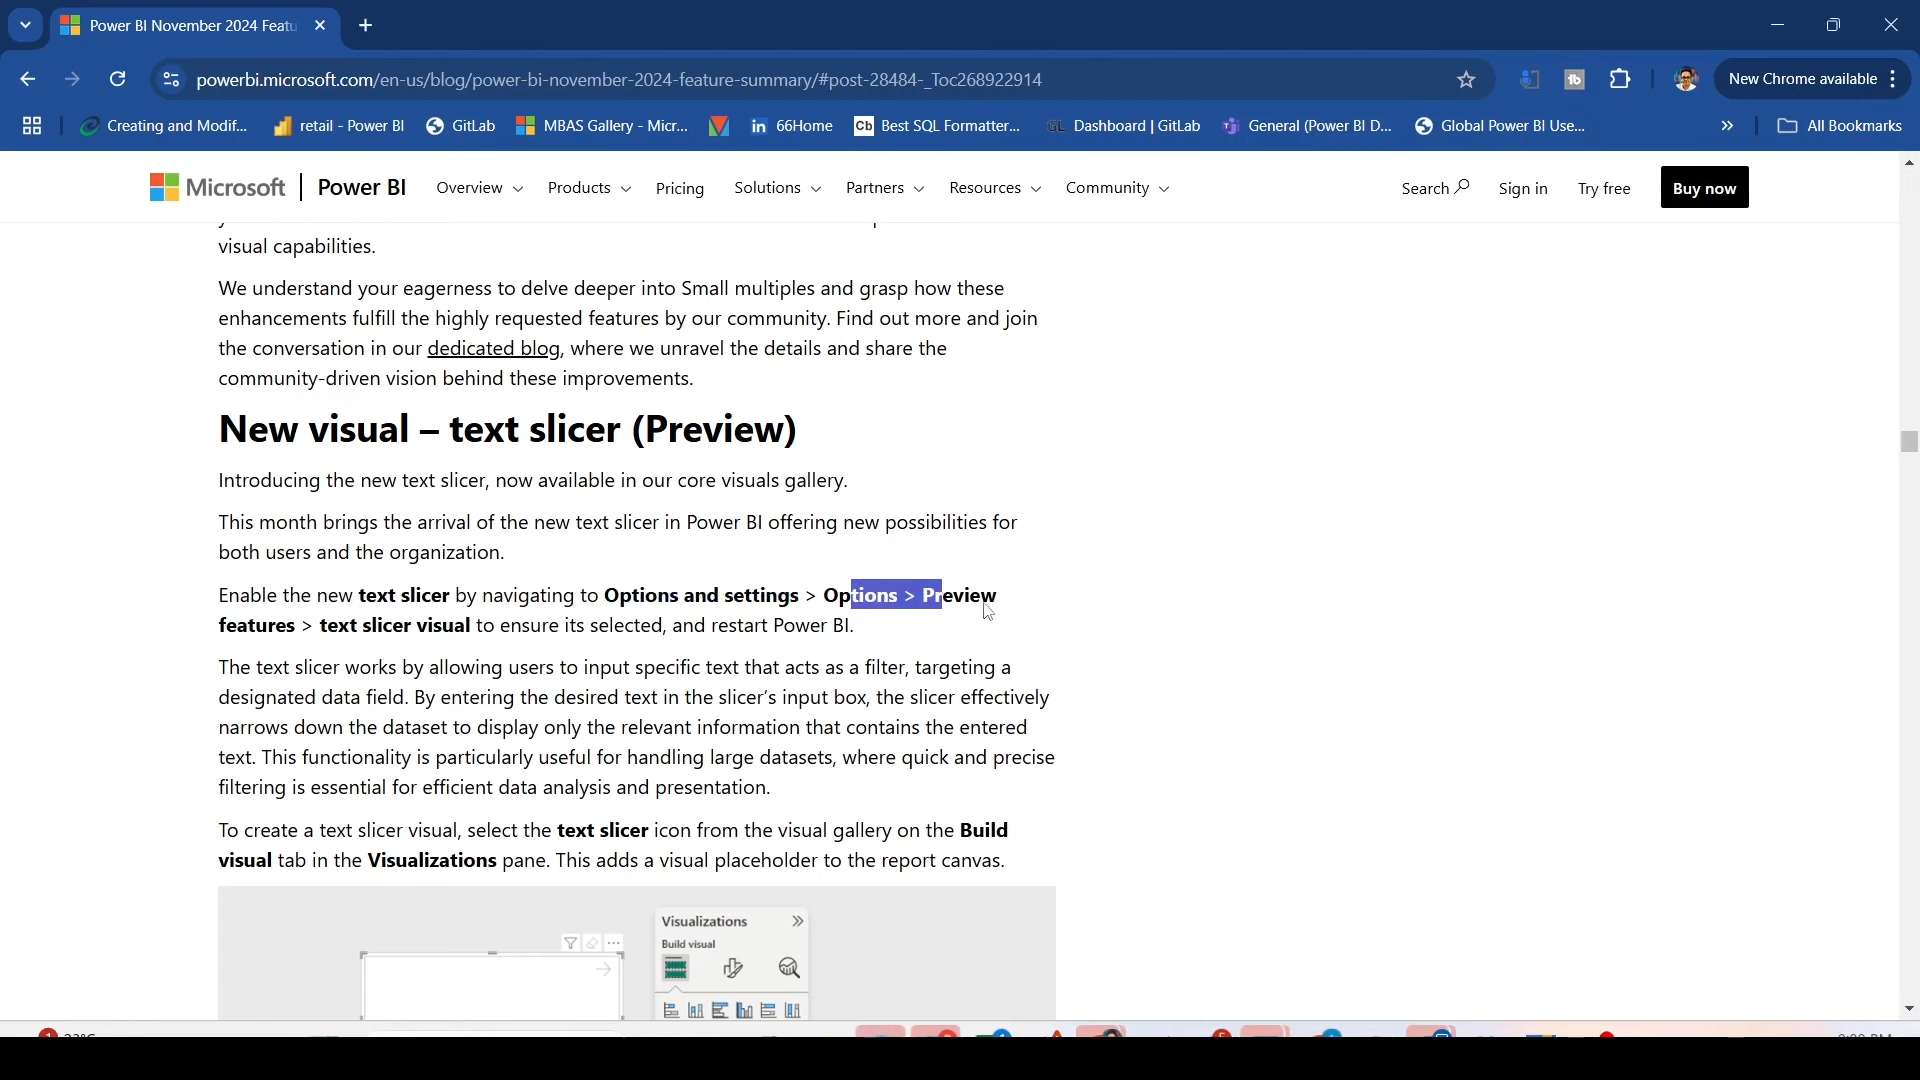 Power BI November 2024 Featu
powerbi.microsoft.com/en-us/blog/power-bi-november-2024-feature-summary/#post-28484-_Toc268922914
New Chrome available
Creating and Modif... retail - Power BI GitLab MBAS Gallery - Micr... 66Home Best SQL Formatter... Dashboard | GitLab General (Power BI D... Global Power BI Use... All Bookmarks
Microsoft Power BI Overview Products Pricing Solutions Partners Resources Community Search Sign in Try free Buy now
visual capabilities.
We understand your eagerness to delve deeper into Small multiples and grasp how these
enhancements fulfill the highly requested features by our community. Find out more and join
the conversation in our dedicated blog, where we unravel the details and share the
community-driven vision behind these improvements.
New visual – text slicer (Preview)
Introducing the new text slicer, now available in our core visuals gallery.
This month brings the arrival of the new text slicer in Power BI offering new possibilities for
both users and the organization.
Enable the new text slicer by navigating to Options and settings > Options > Preview
features > text slicer visual to ensure its selected, and restart Power BI.
The text slicer works by allowing users to input specific text that acts as a filter, targeting a
designated data field. By entering the desired text in the slicer’s input box, the slicer effectively
narrows down the dataset to display only the relevant information that contains the entered
text. This functionality is particularly useful for handling large datasets, where quick and precise
filtering is essential for efficient data analysis and presentation.
To create a text slicer visual, select the text slicer icon from the visual gallery on the Build
visual tab in the Visualizations pane. This adds a visual placeholder to the report canvas.
Visualizations
Build visual